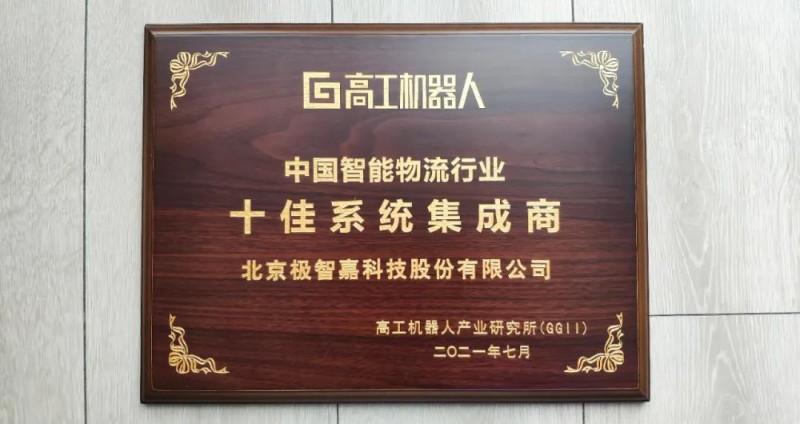 高工机器人
中国智能物流行业
十佳系统集成商
北京极智嘉科技股份有限公司
高工机器人产业研究所(GGII)
二〇二一年七月